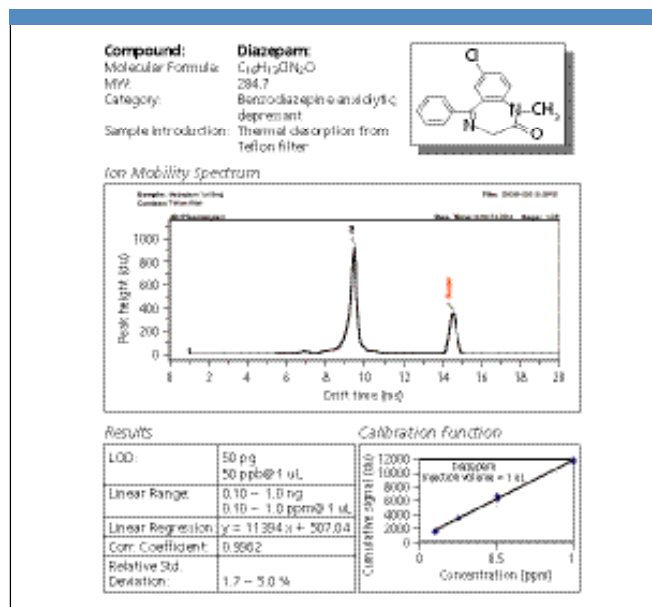 Compound: Diazepam:
Molecular Formula: C₁₆H₁₃ClN₂O
MW: 284.7
Category: Benzodiazepine anxiolytic,
depressant
Sample Introduction: Thermal desorption from
Teflon filter
Cl
N
N-CH₃
O
Ion Mobility Spectrum
Peak height (du)
1000
800
600
400
200
0
0 2 4 6 8 10 12 14 16 18 20
Drift time (ms)
Results
LOD: 50 pg
50 ppb@1 uL
Linear Range: 0.10 – 1.0 ng
0.10 – 1.0 ppm@1 uL
Linear Regression: y = 11394 x + 507.04
Corr. Coefficient: 0.9962
Relative Std.
Deviation: 1.7 – 5.0 %
Calibration Function
Cumulative signal (du)
12000
10000
8000
6000
4000
2000
0
Diazepam
Injection volume = 1 uL
0 0.5 1
Concentration (ppm)